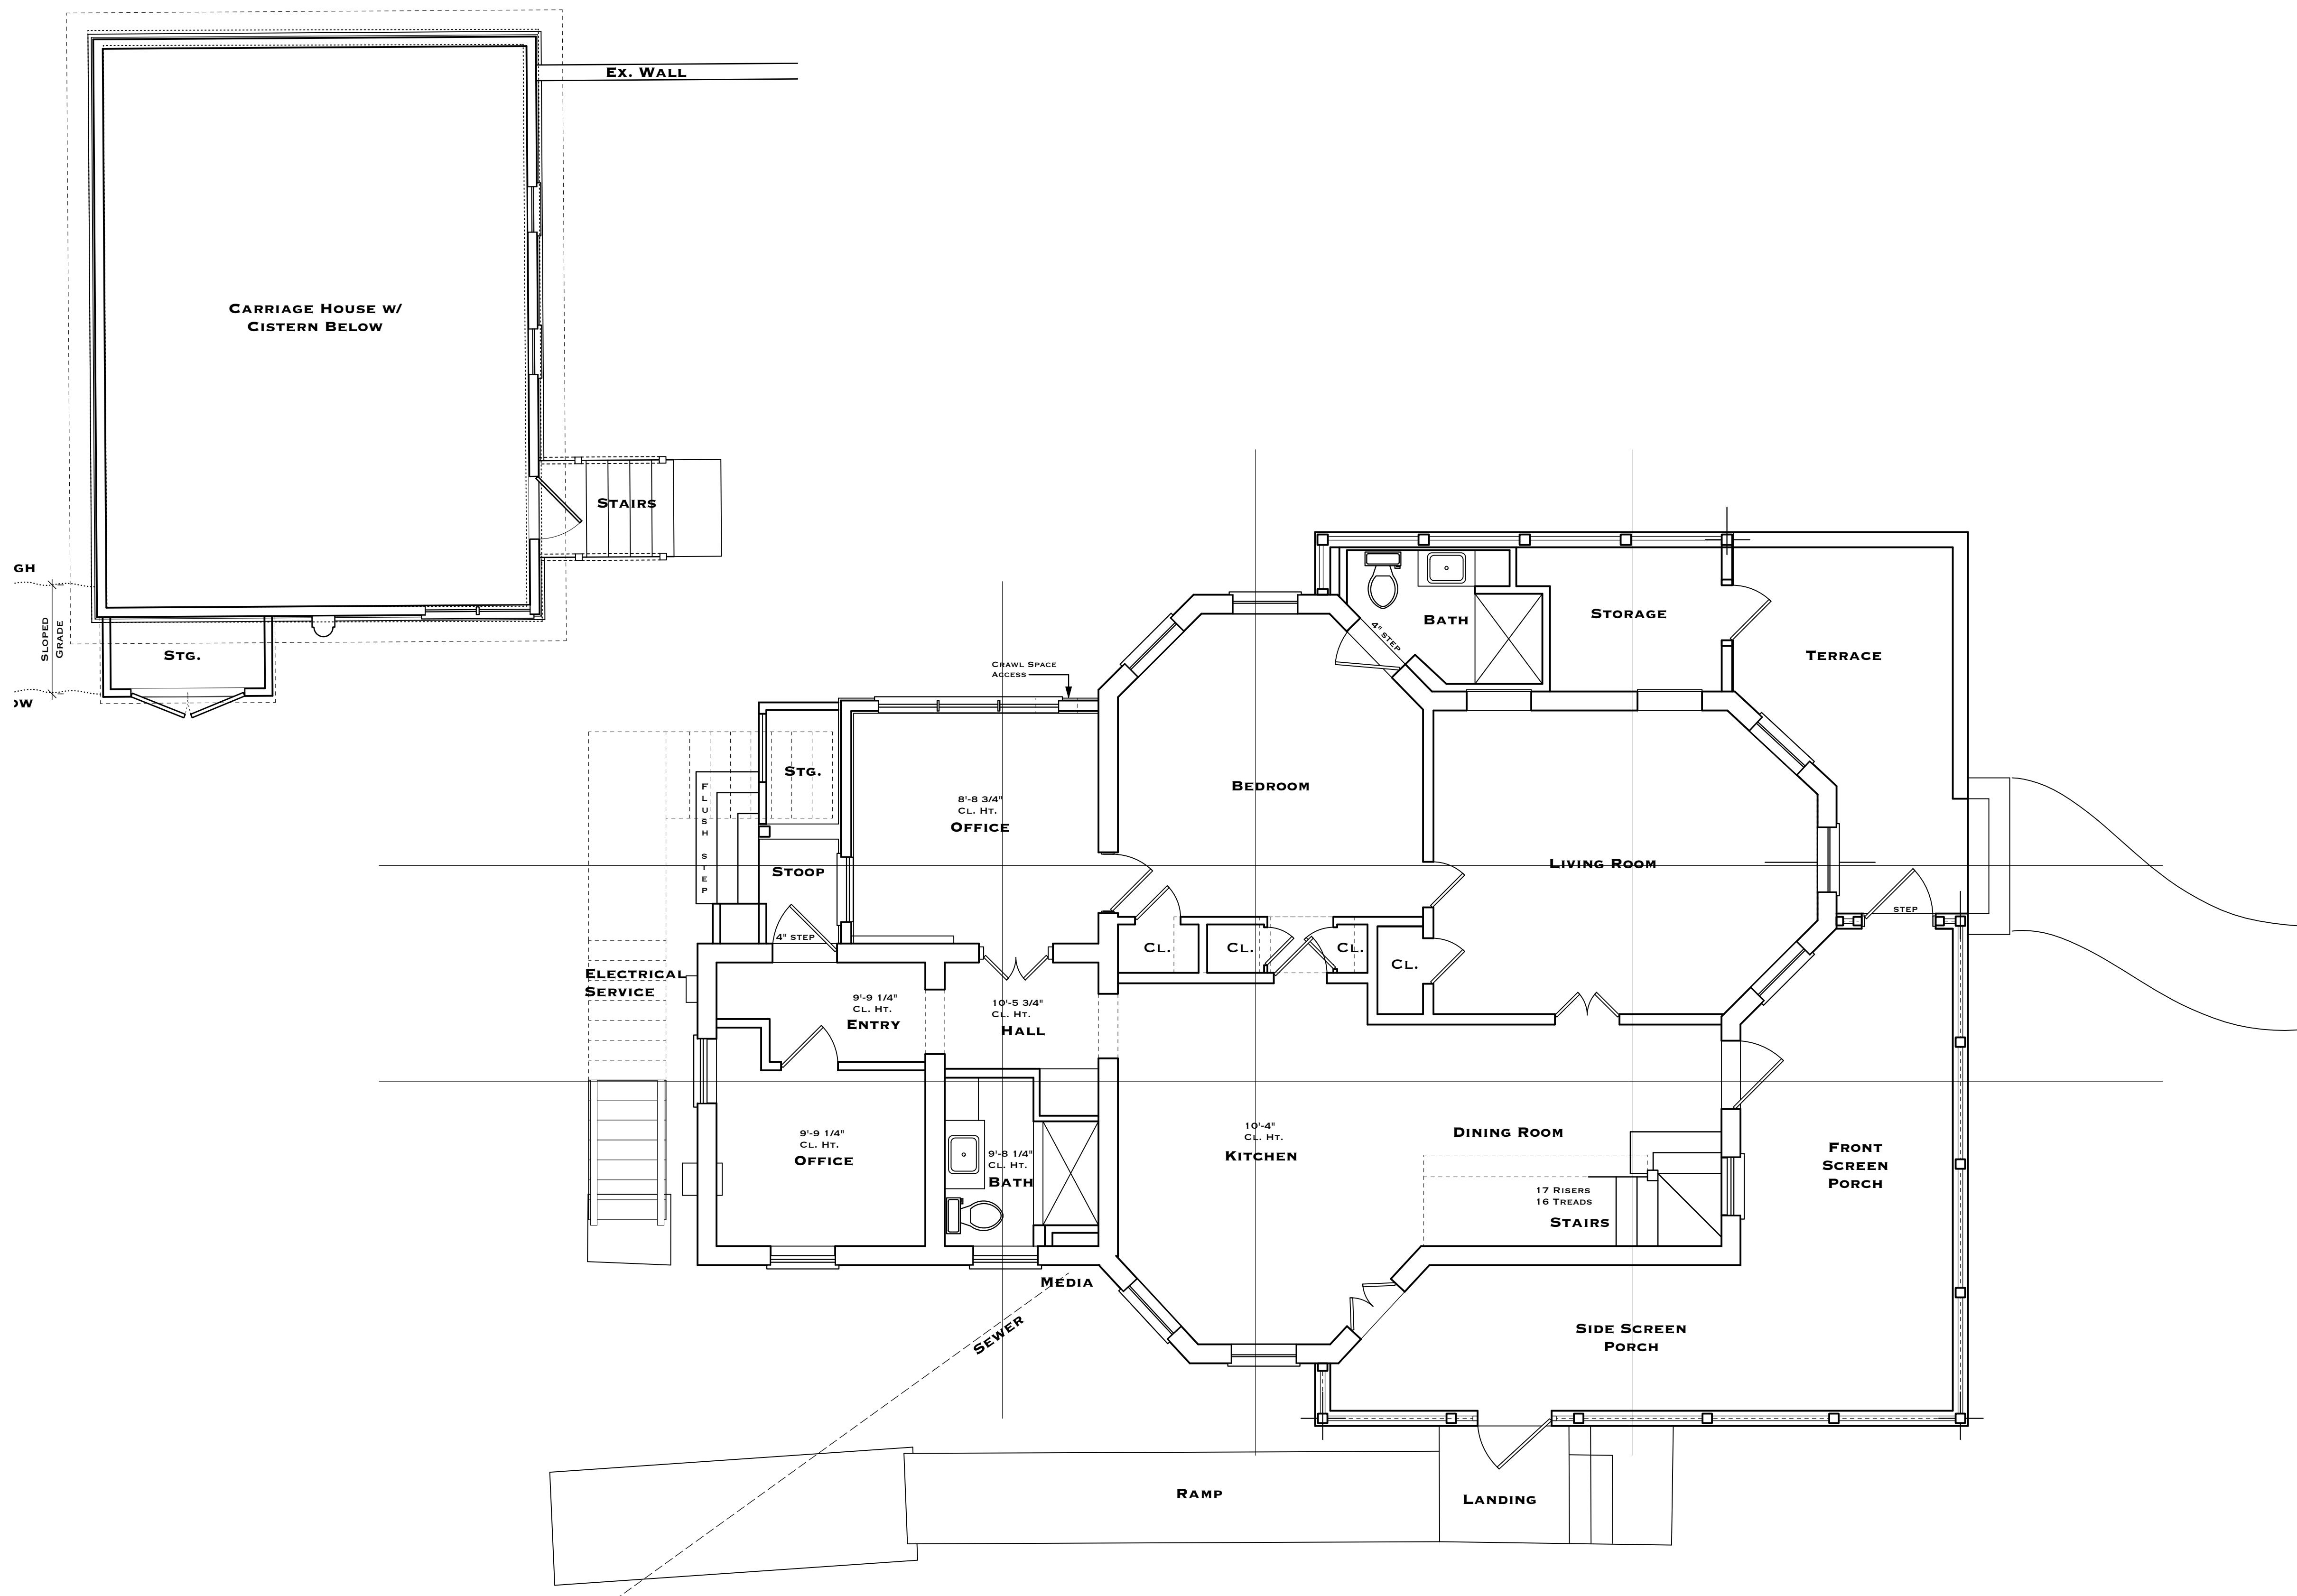 Ex. Wall
Carriage House w/
Cistern Below
Stairs
GH
Sloped
Grade
OW
Stg.
Bath
4" Step
Storage
Terrace
Crawl Space
Access
Stg.
Flush Step
Stoop
4" Step
8'-8 3/4"
Cl. Ht.
Office
Bedroom
Living Room
Step
Cl.
Cl.
Cl.
Cl.
Electrical
Service
9'-9 1/4"
Cl. Ht.
Entry
10'-5 3/4"
Cl. Ht.
Hall
9'-9 1/4"
Cl. Ht.
Office
9'-8 1/4"
Cl. Ht.
Bath
10'-4"
Cl. Ht.
Kitchen
Dining Room
17 Risers
16 Treads
Stairs
Front
Screen
Porch
Media
Sewer
Side Screen
Porch
Ramp
Landing